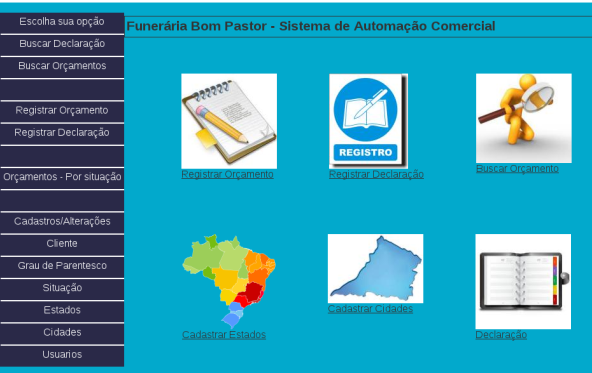 Funerária Bom Pastor - Sistema de Automação Comercial
Escolha sua opção
Buscar Declaração
Buscar Orçamentos
Registrar Orçamento
Registrar Declaração
Orçamentos - Por situação
Cadastros/Alterações
Cliente
Grau de Parentesco
Situação
Estados
Cidades
Usuarios
REGISTRO
Registrar Orçamento
Registrar Declaração
Buscar Orçamento
Cadastrar Estados
Cadastrar Cidades
Declaração